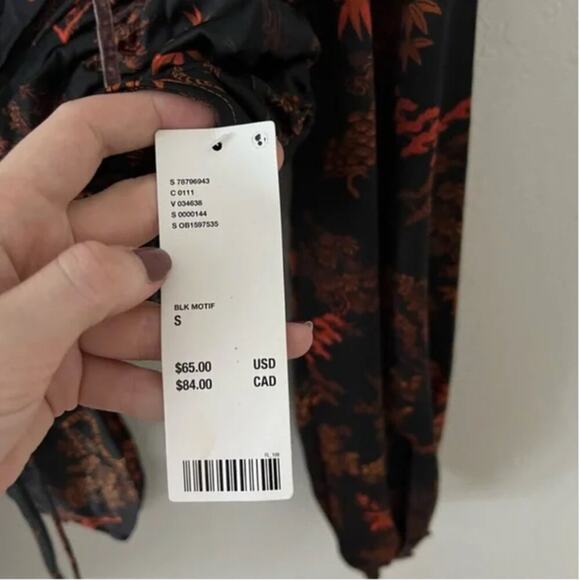 S 78796943
C 0111
V 034638
S 0000144
S OB1597535
BLK MOTIF
S
$65.00 USD
$84.00 CAD